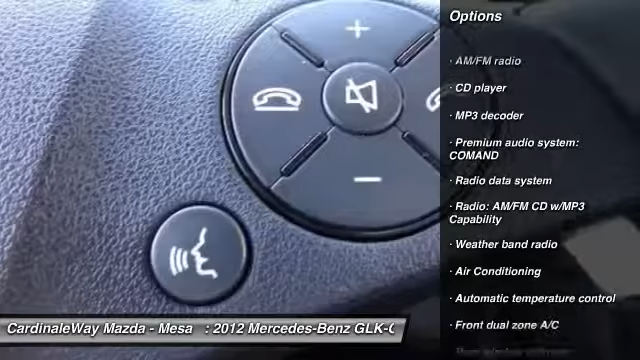 Options
· AM/FM radio
· CD player
· MP3 decoder
· Premium audio system:
COMAND
· Radio data system
· Radio: AM/FM CD w/MP3
Capability
· Weather band radio
· Air Conditioning
· Automatic temperature control
· Front dual zone A/C
+
−
CardinaleWay Mazda - Mesa : 2012 Mercedes-Benz GLK-C